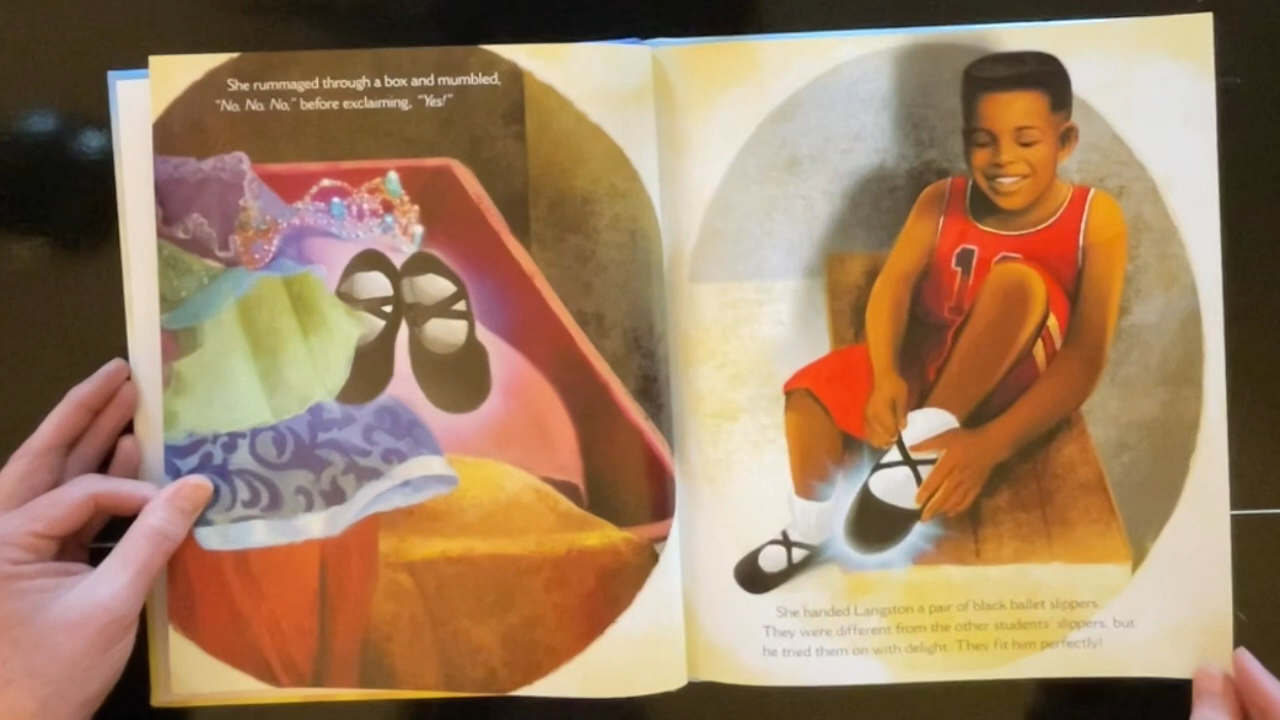 She rummaged through a box and mumbled,
"No. No. No," before exclaiming, "Yes!"
1
She handed Langston a pair of black ballet slippers.
They were different from the other students' slippers, but
he tried them on with delight. They fit him perfectly!